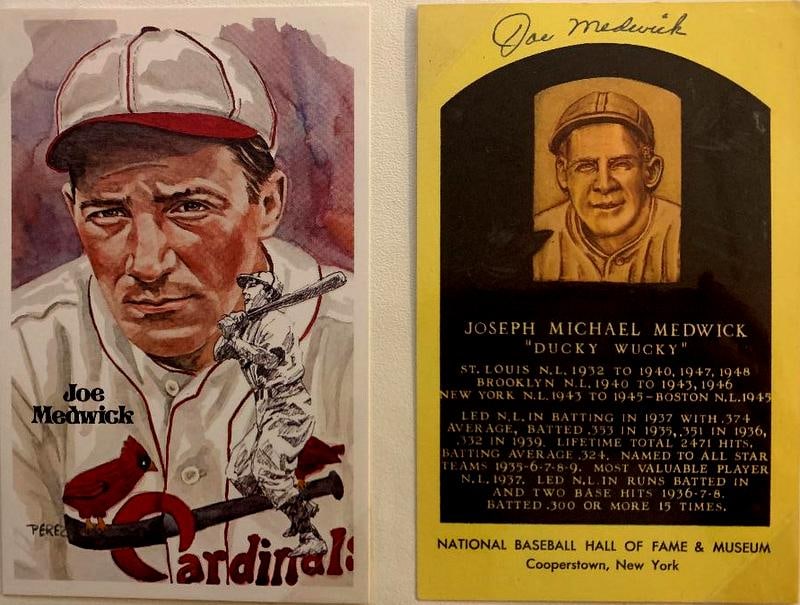 Joe
Medwick
PEREZ
Cardinals
Joe Medwick
JOSEPH MICHAEL MEDWICK
"DUCKY WUCKY"
ST. LOUIS N.L. 1932 TO 1940, 1947, 1948
BROOKLYN N.L. 1940 TO 1943, 1946
NEW YORK N.L. 1943 TO 1945-BOSTON N.L. 1945
LED N.L. IN BATTING IN 1937 WITH .374
AVERAGE, BATTED .353 IN 1935, .351 IN 1936,
.332 IN 1939. LIFETIME TOTAL 2471 HITS.
BATTING AVERAGE .324. NAMED TO ALL STAR
TEAMS 1935-6-7-8-9. MOST VALUABLE PLAYER
N.L. 1937. LED N.L. IN RUNS BATTED IN
AND TWO BASE HITS 1936-7-8.
BATTED .300 OR MORE 15 TIMES.
NATIONAL BASEBALL HALL OF FAME & MUSEUM
Cooperstown, New York